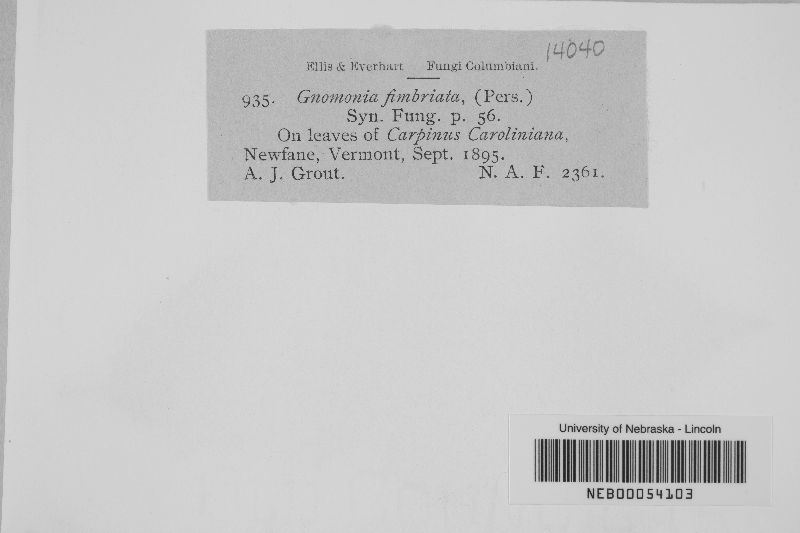 14040
Ellis & Everhart Fungi Columbiani.
935. Gnomonia fimbriata, (Pers.)
Syn. Fung. p. 56.
On leaves of Carpinus Caroliniana,
Newfane, Vermont, Sept. 1895.
A. J. Grout. N. A. F. 2361.
University of Nebraska - Lincoln
NEB00054103